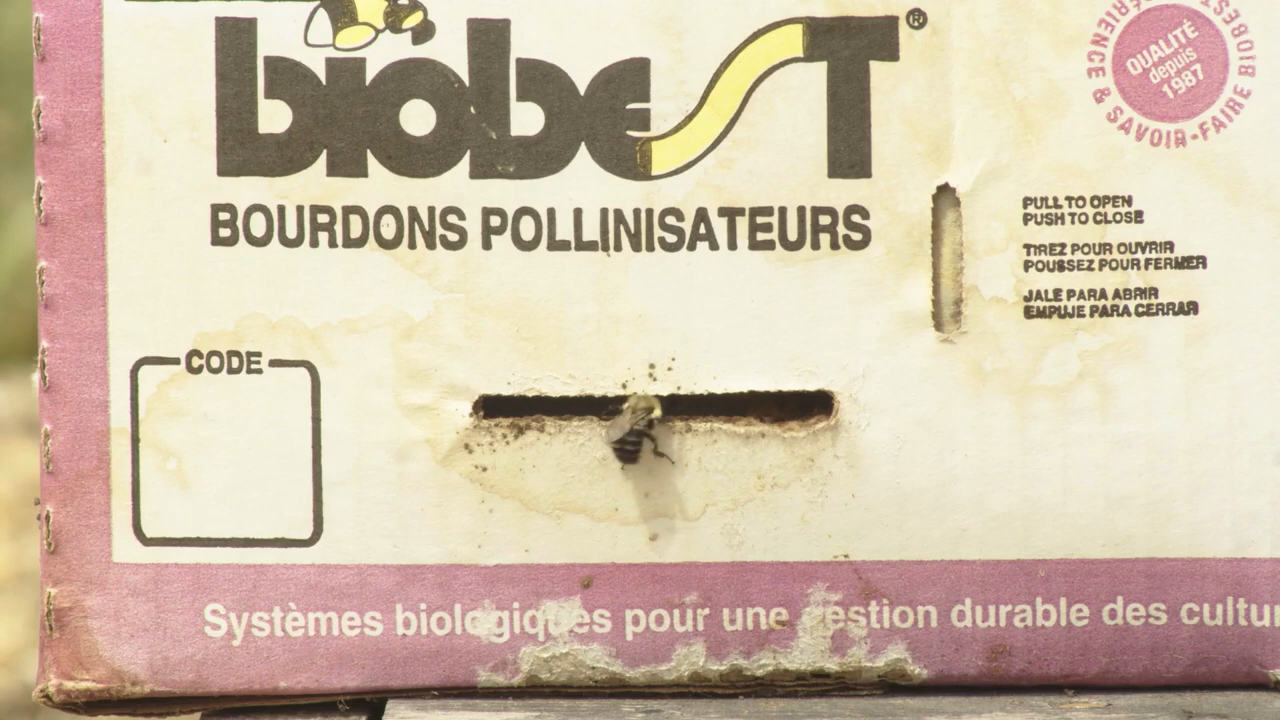 biobeST®
BOURDONS POLLINISATEURS
QUALITÉ
depuis
1987
& SAVOIR-FAIRE BIOBEST
PULL TO OPEN
PUSH TO CLOSE
TIREZ POUR OUVRIR
POUSSEZ POUR FERMER
JALE PARA ABRIR
EMPUJE PARA CERRAR
CODE
Systèmes biologiques pour une gestion durable des